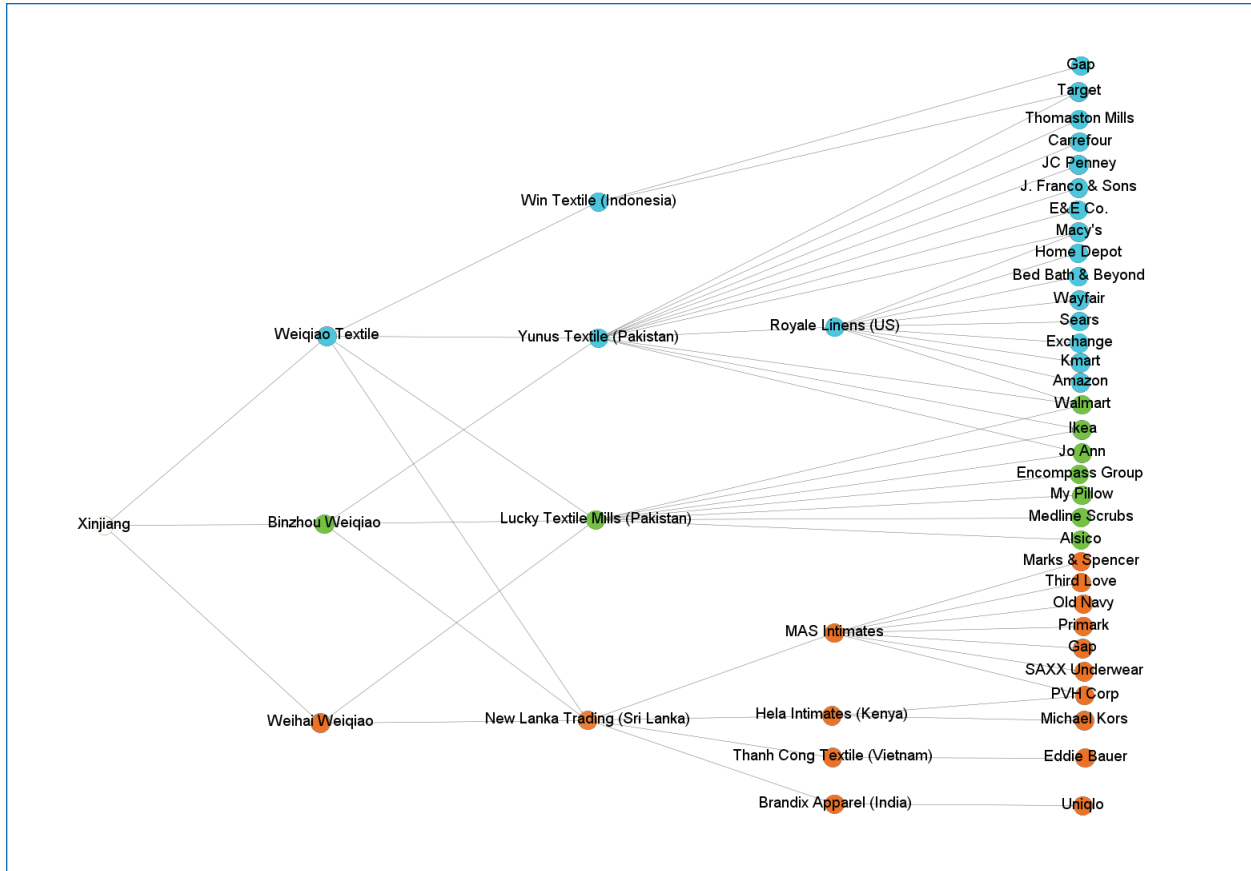 Xinjiang
Weiqiao Textile
Binzhou Weiqiao
Weihai Weiqiao
Win Textile (Indonesia)
Yunus Textile (Pakistan)
Lucky Textile Mills (Pakistan)
New Lanka Trading (Sri Lanka)
Royale Linens (US)
MAS Intimates
Hela Intimates (Kenya)
Thanh Cong Textile (Vietnam)
Brandix Apparel (India)
Gap
Target
Thomaston Mills
Carrefour
JC Penney
J. Franco & Sons
E&E Co.
Macy's
Home Depot
Bed Bath & Beyond
Wayfair
Sears
Exchange
Kmart
Amazon
Walmart
Ikea
Jo Ann
Encompass Group
My Pillow
Medline Scrubs
Alsico
Marks & Spencer
Third Love
Old Navy
Primark
Gap
SAXX Underwear
PVH Corp
Michael Kors
Eddie Bauer
Uniqlo